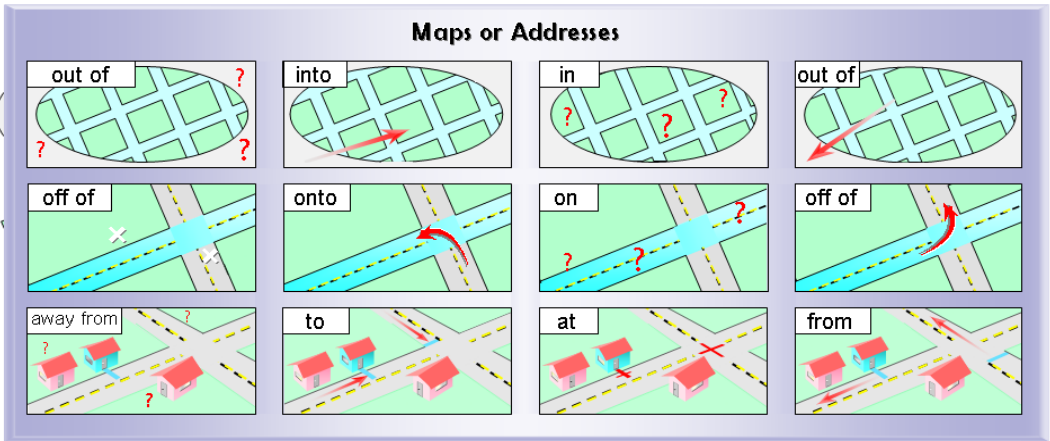 Maps or Addresses
out of
?
?
?
into
in
?
?
?
out of
off of
onto
on
?
?
?
off of
away from
?
?
?
to
at
from